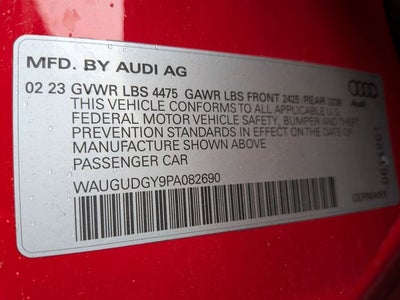 MFD. BY AUDI AG
02 23 GVWR LBS 4475 GAWR LBS FRONT 2425 /REAR 2238
THIS VEHICLE CONFORMS TO ALL APPLICABLE U.S.
FEDERAL MOTOR VEHICLE SAFETY, BUMPER AND THEFT
PREVENTION STANDARDS IN EFFECT ON THE DATE
OF MANUFACTURE SHOWN ABOVE
PASSENGER CAR
WAUGUDGY9PA082690
Audi
GERMANY